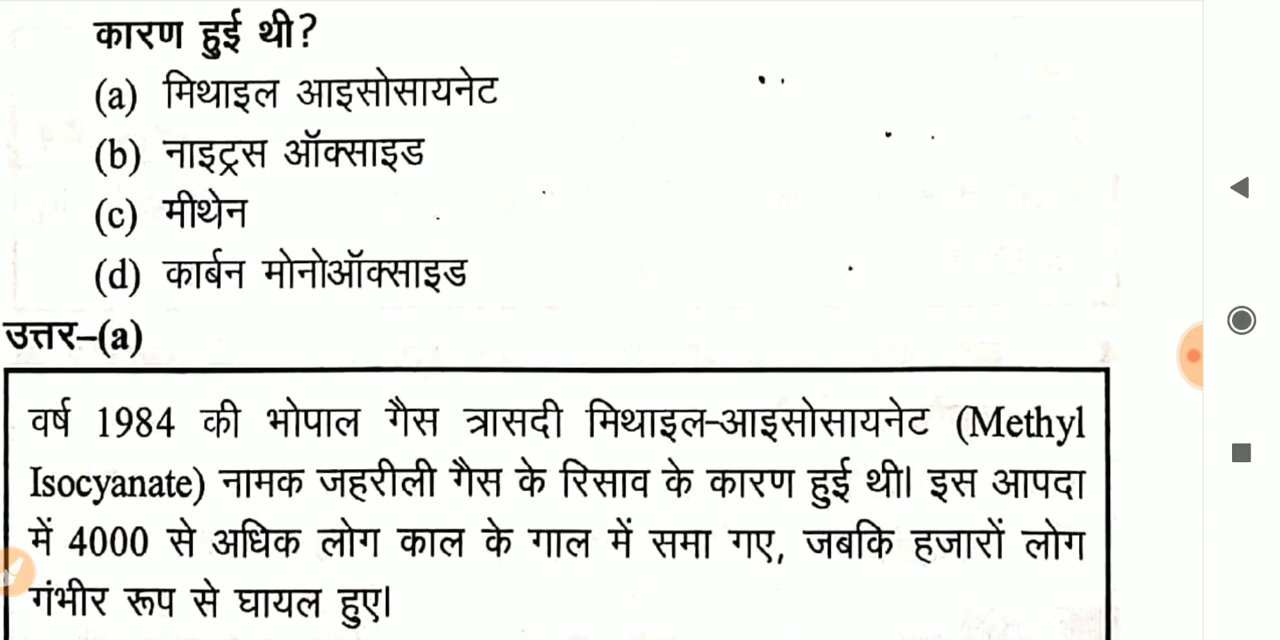 कारण हुई थी?
(a) मिथाइल आइसोसायनेट
(b) नाइट्रस ऑक्साइड
(c) मीथेन
(d) कार्बन मोनोऑक्साइड
उत्तर–(a)
वर्ष 1984 की भोपाल गैस त्रासदी मिथाइल-आइसोसायनेट (Methyl
Isocyanate) नामक जहरीली गैस के रिसाव के कारण हुई थी। इस आपदा
में 4000 से अधिक लोग काल के गाल में समा गए, जबकि हजारों लोग
गंभीर रूप से घायल हुए।